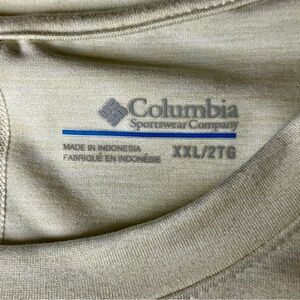 Columbia
Sportswear Company
MADE IN INDONESIA
FABRIQUÉ EN INDONÉSIE
XXL/2TG